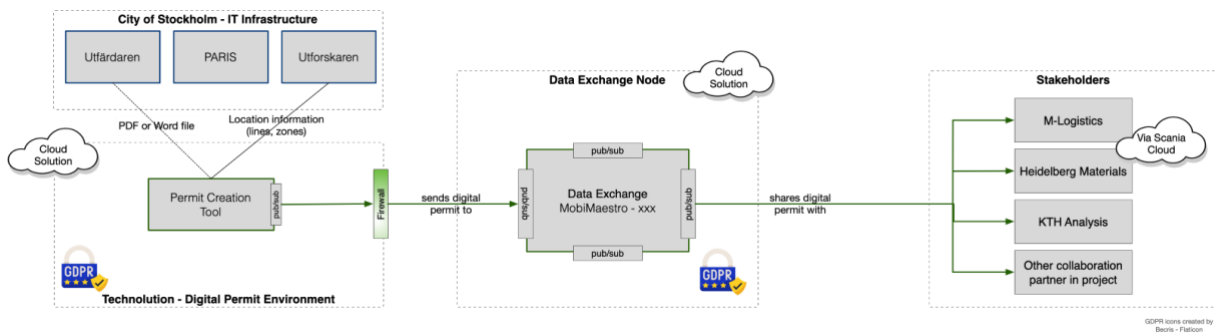 City of Stockholm - IT Infrastructure
Utfärdaren
PARIS
Utforskaren
PDF or Word file
Location information
(lines, zones)
Cloud
Solution
Permit Creation
Tool
pub/sub
Firewall
GDPR
Technolution - Digital Permit Environment
sends digital
permit to
Data Exchange Node
Cloud
Solution
pub/sub
pub/sub
Data Exchange
MobiMaestro - xxx
pub/sub
pub/sub
GDPR
shares digital
permit with
Stakeholders
M-Logistics
Via Scania
Cloud
Heidelberg Materials
KTH Analysis
Other collaboration
partner in project
GDPR icons created by
Becris - Flaticon